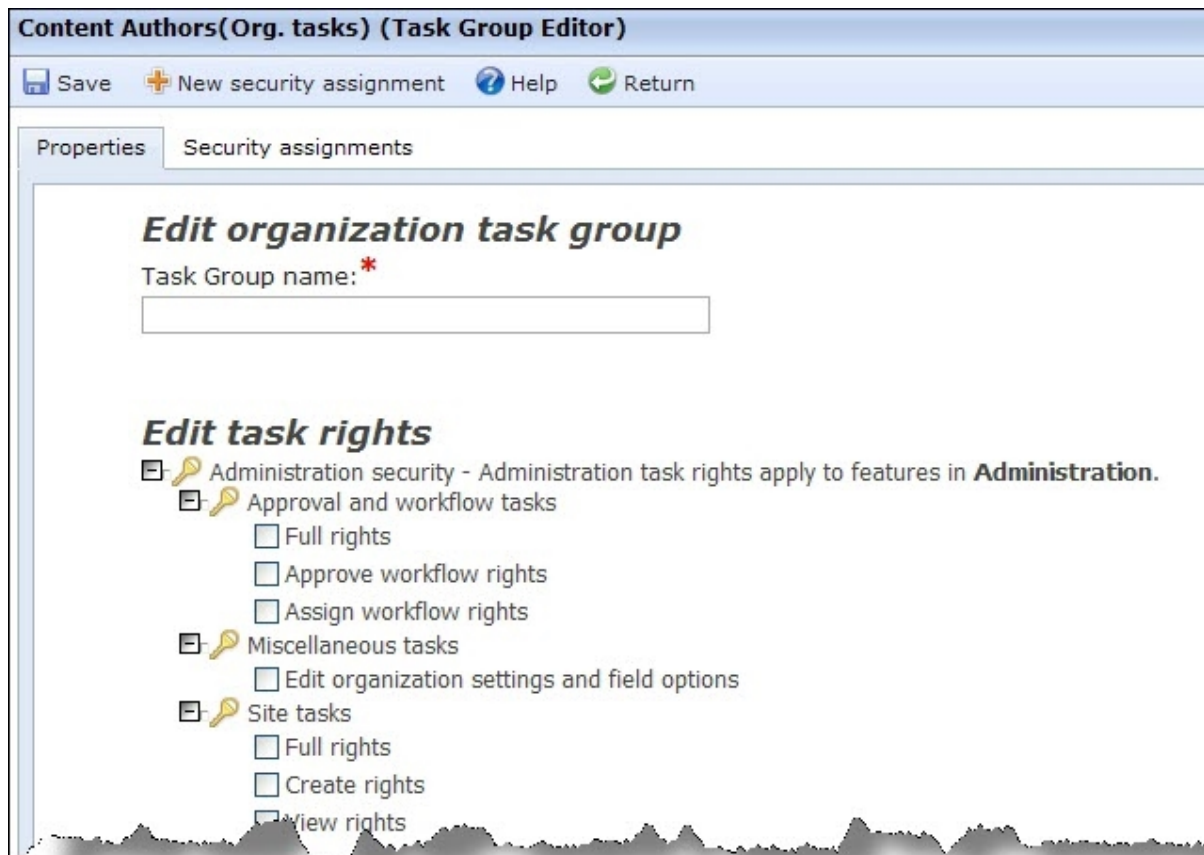 Content Authors(Org. tasks) (Task Group Editor)
Save New security assignment Help Return
Properties Security assignments
Edit organization task group
Task Group name:*
Edit task rights
Administration security - Administration task rights apply to features in Administration.
Approval and workflow tasks
Full rights
Approve workflow rights
Assign workflow rights
Miscellaneous tasks
Edit organization settings and field options
Site tasks
Full rights
Create rights
View rights